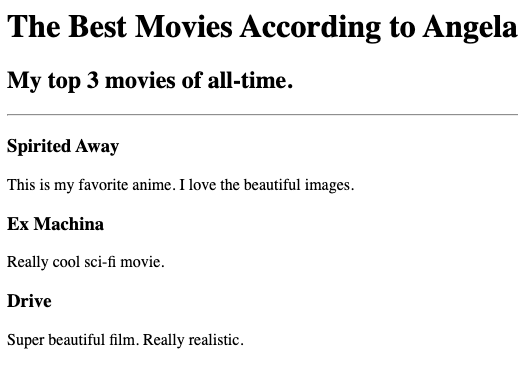 The Best Movies According to Angela
My top 3 movies of all-time.
Spirited Away
This is my favorite anime. I love the beautiful images.
Ex Machina
Really cool sci-fi movie.
Drive
Super beautiful film. Really realistic.